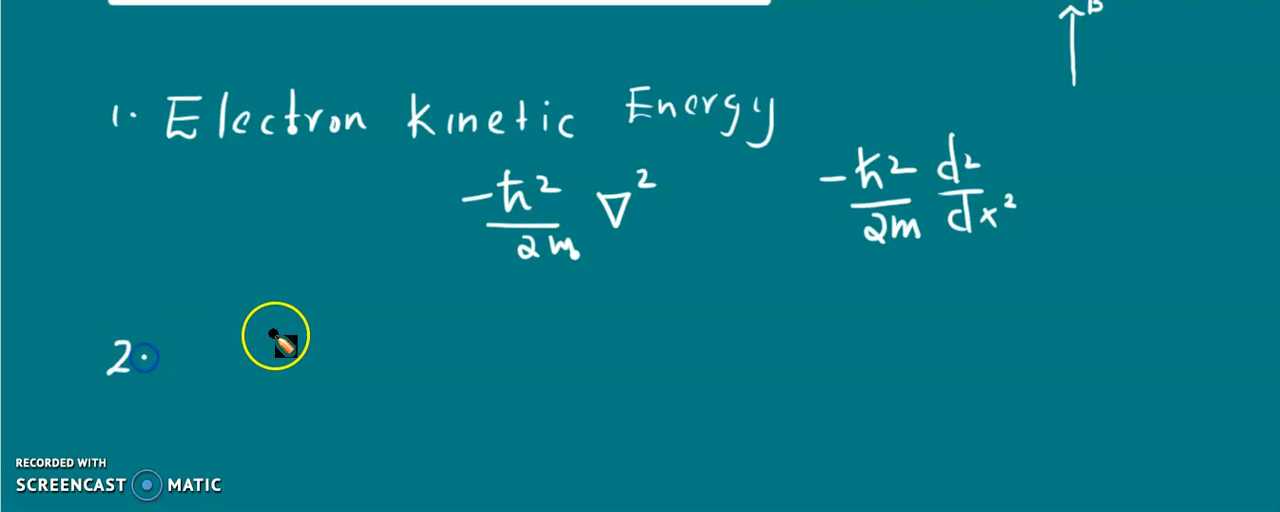 B
1. Electron Kinetic Energy
-ħ²/2m ∇² -ħ²/2m d²/dx²
2.
RECORDED WITH
SCREENCAST MATIC